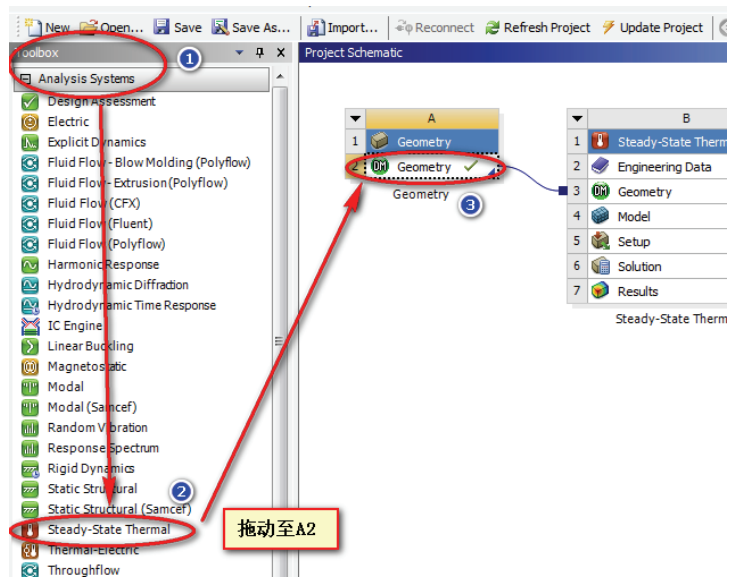 New Open... Save Save As... Import... Reconnect Refresh Project Update Project
Toolbox
1
Project Schematic
Analysis Systems
Design Assessment
Electric
Explicit Dynamics
Fluid Flow - Blow Molding (Polyflow)
Fluid Flow - Extrusion (Polyflow)
Fluid Flow (CFX)
Fluid Flow (Fluent)
Fluid Flow (Polyflow)
Harmonic Response
Hydrodynamic Diffraction
Hydrodynamic Time Response
IC Engine
Linear Buckling
Magnetostatic
Modal
Modal (Samcef)
Random Vibration
Response Spectrum
Rigid Dynamics
Static Structural
2
Static Structural (Samcef)
Steady-State Thermal
Thermal-Electric
Throughflow
拖动至A2
A
1 Geometry
2 DM Geometry
Geometry
3
B
1 Steady-State Therm
2 Engineering Data
3 DM Geometry
4 Model
5 Setup
6 Solution
7 Results
Steady-State Therm